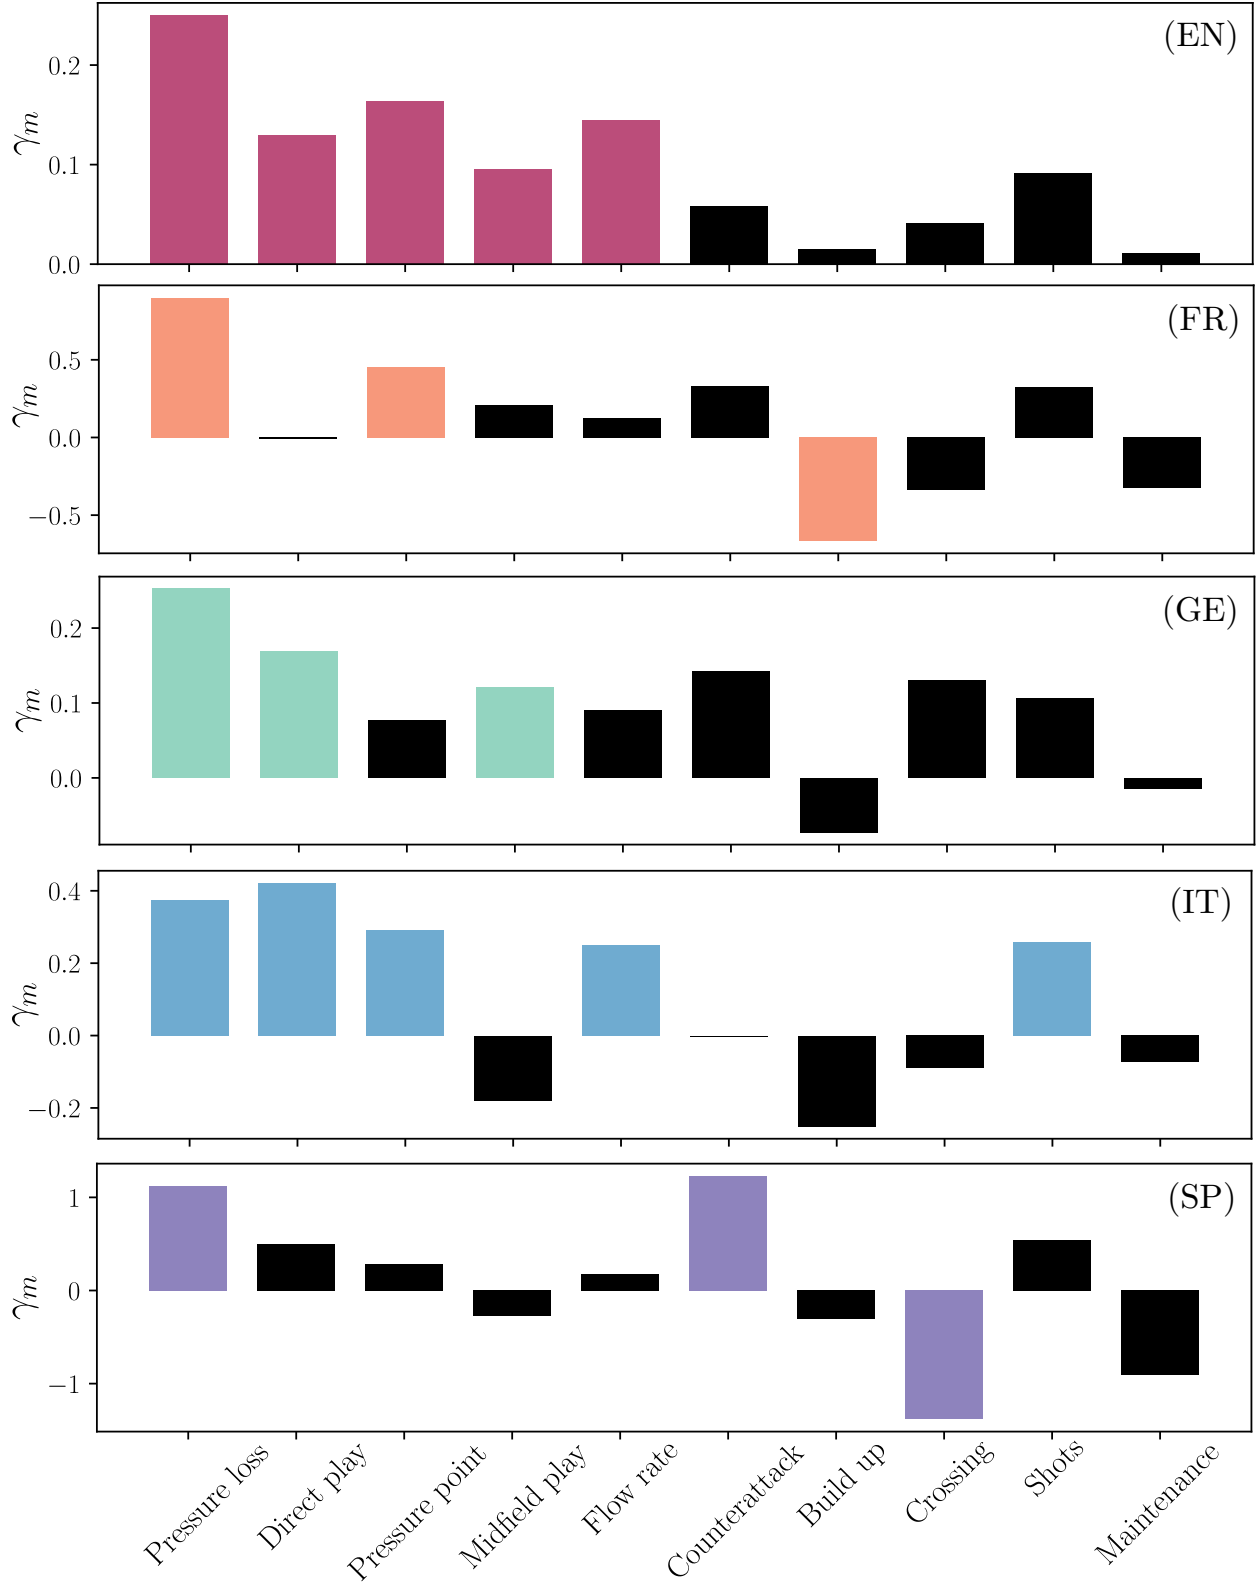 (EN)
0.2
0.1
0.0
γm
(FR)
0.5
0.0
−0.5
γm
(GE)
0.2
0.1
0.0
γm
(IT)
0.4
0.2
0.0
−0.2
γm
(SP)
1
0
−1
γm
Pressure loss
Direct play
Pressure point
Midfield play
Flow rate
Counterattack
Build up
Crossing
Shots
Maintenance